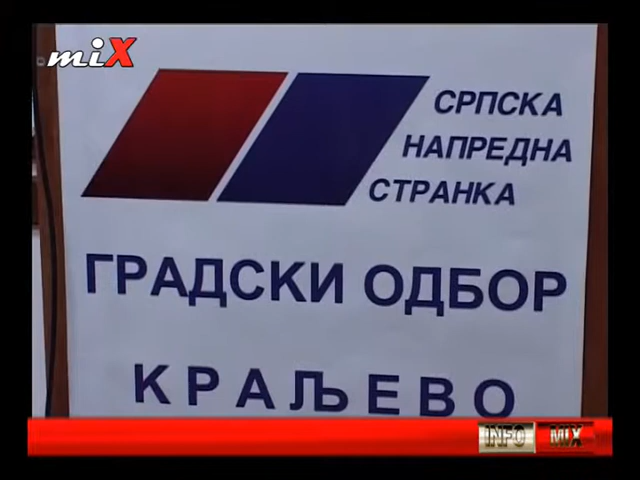 miX
СРПСКА
НАПРЕДНА
СТРАНКА
ГРАДСКИ ОДБОР
КРАЉЕВО
INFO MIX